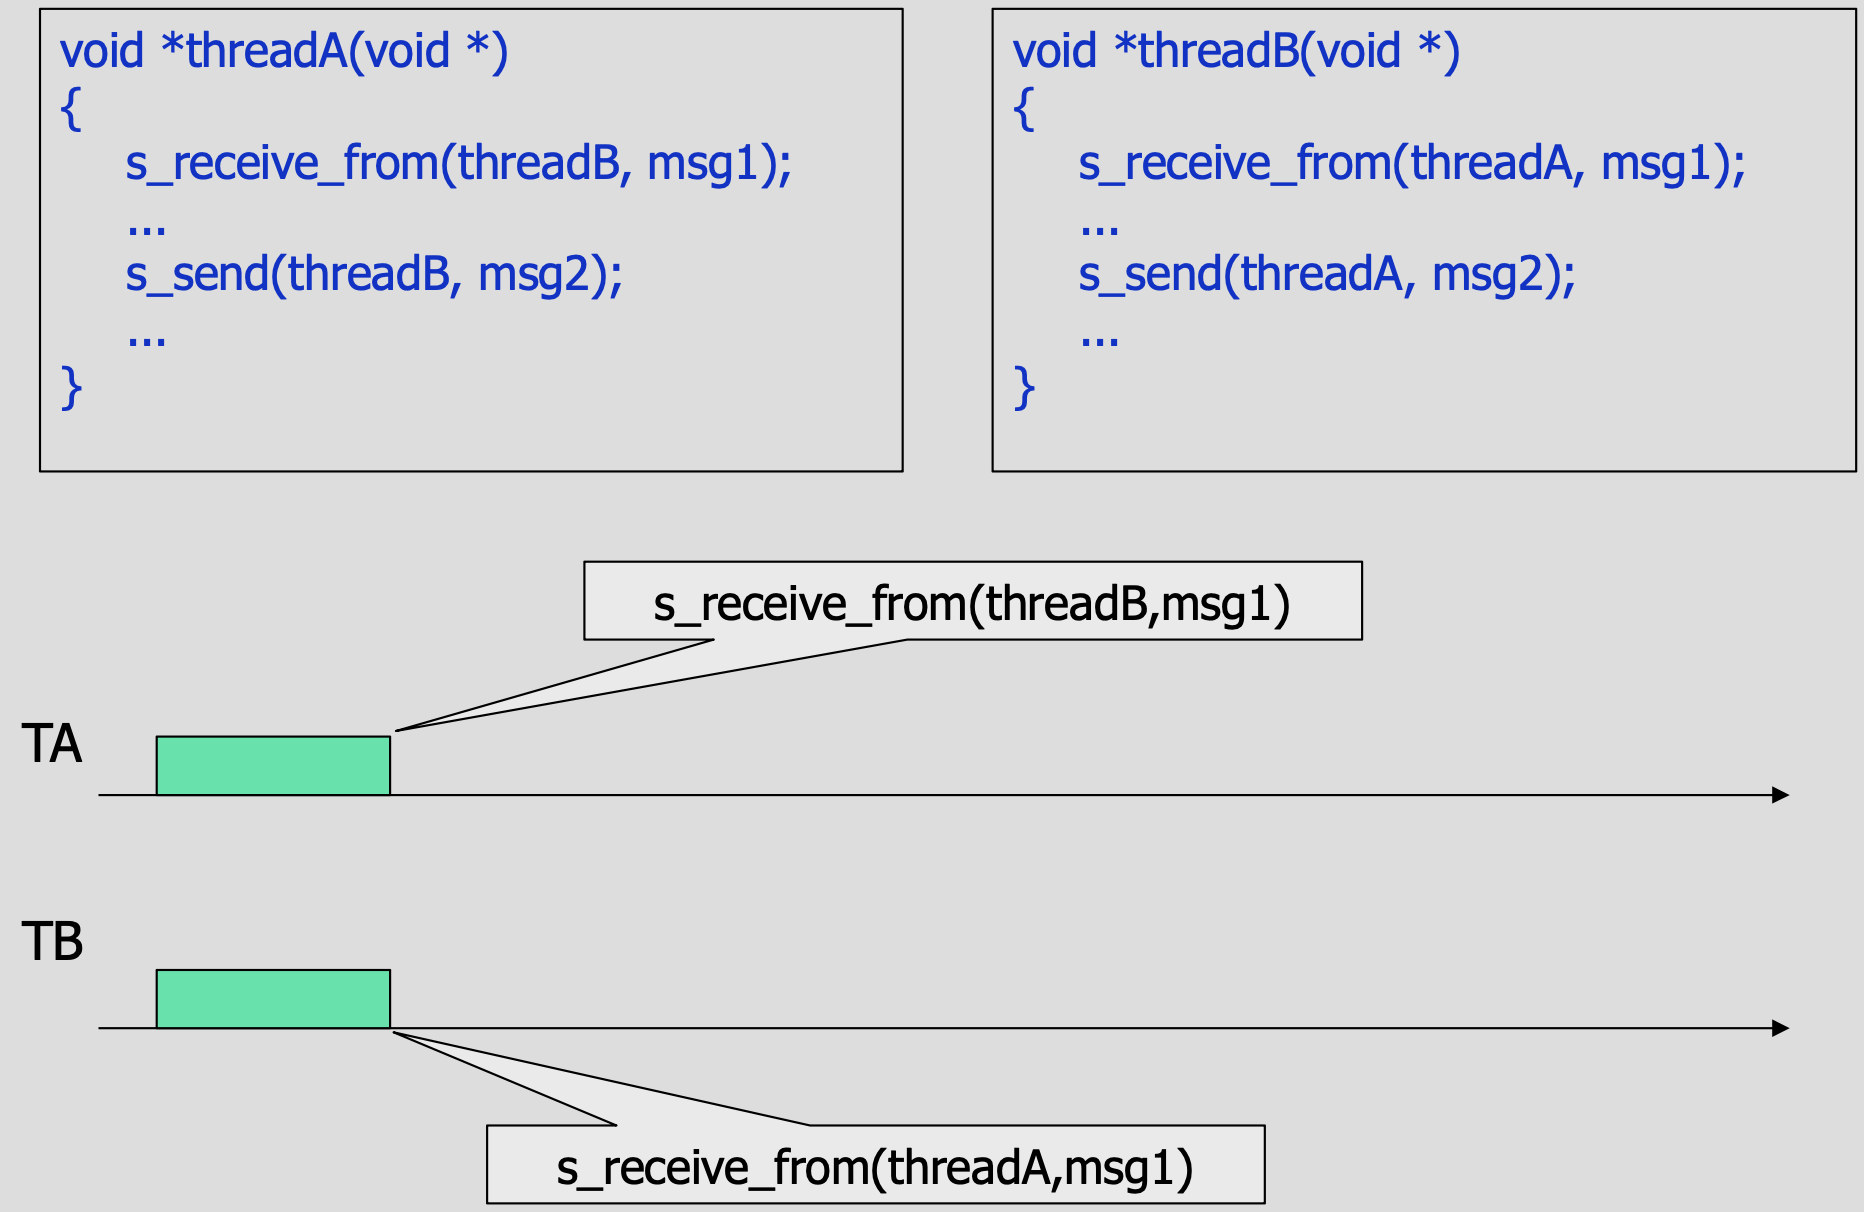 void *threadA(void *)
{
s_receive_from(threadB, msg1);
...
s_send(threadB, msg2);
...
}
void *threadB(void *)
{
s_receive_from(threadA, msg1);
...
s_send(threadA, msg2);
...
}
s_receive_from(threadB,msg1)
TA
TB
s_receive_from(threadA,msg1)